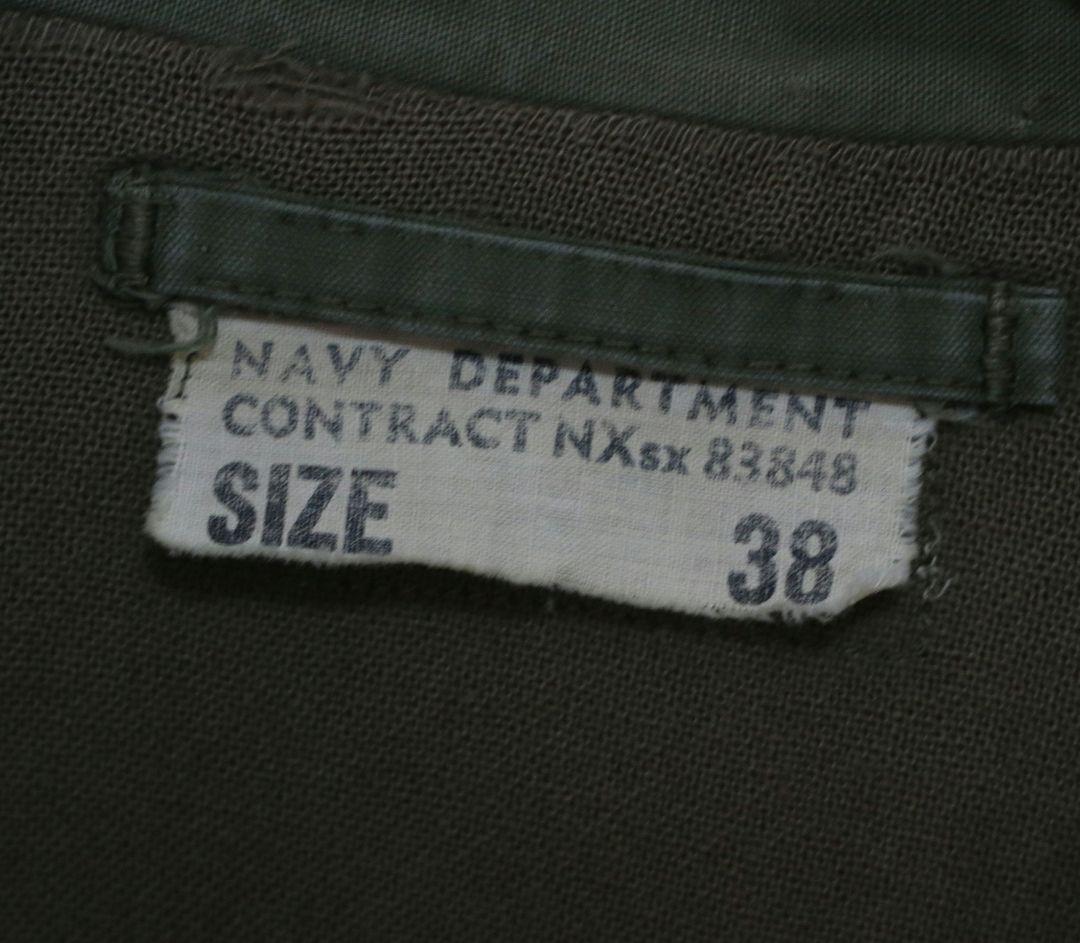 NAVY DEPARTMENT
CONTRACT NXsx 83848
SIZE 38